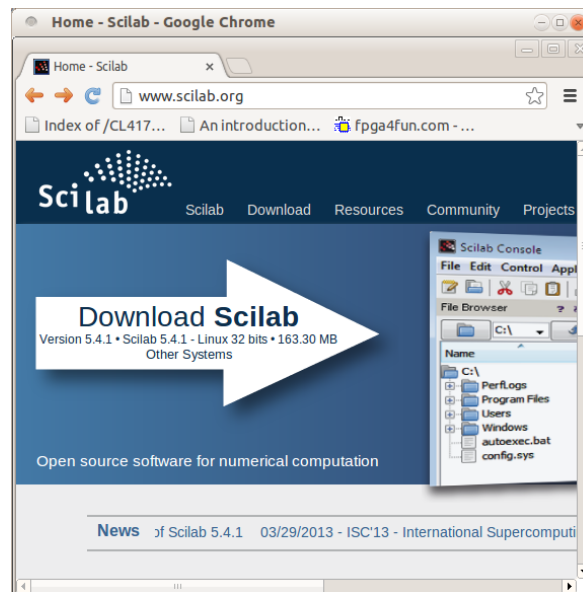 Home - Scilab - Google Chrome
Home - Scilab
www.scilab.org
Index of /CL417... An introduction... fpga4fun.com - ...
Scilab
Scilab Download Resources Community Projects
Scilab Console
File Edit Control Appl
File Browser ?
C:\
Name
C:\
PerfLogs
Program Files
Users
Windows
autoexec.bat
config.sys
Download Scilab
Version 5.4.1 • Scilab 5.4.1 - Linux 32 bits • 163.30 MB
Other Systems
Open source software for numerical computation
News of Scilab 5.4.1 03/29/2013 - ISC'13 - International Supercomputi